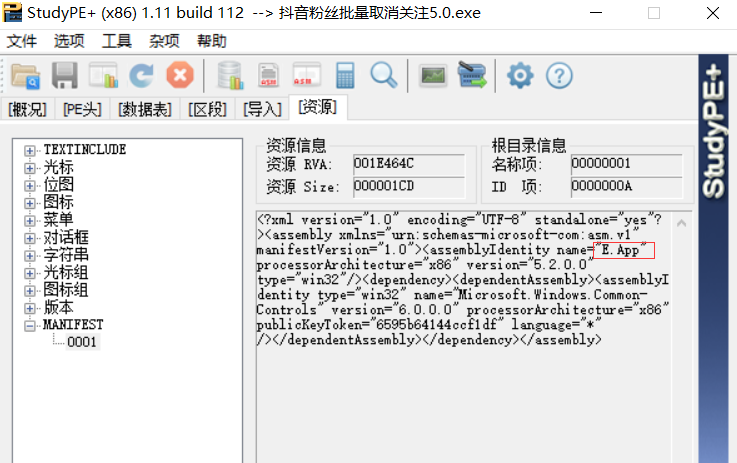 StudyPE+ (x86) 1.11 build 112 --> 抖音粉丝批量取消关注5.0.exe
文件 选项 工具 杂项 帮助
ASM ASM
[概况] [PE头] [数据表] [区段] [导入] [资源]
TEXTINCLUDE
光标
位图
图标
菜单
对话框
字符串
光标组
图标组
版本
MANIFEST
0001
资源信息
资源 RVA: 001E464C
资源 Size: 000001CD
根目录信息
名称项: 00000001
ID 项: 0000000A
<?xml version="1.0" encoding="UTF-8" standalone="yes"?
><assembly xmlns="urn:schemas-microsoft-com:asm.v1"
manifestVersion="1.0"><assemblyIdentity name="E.App"
processorArchitecture="x86" version="5.2.0.0"
type="win32"/><dependency><dependentAssembly><assemblyI
dentity type="win32" name="Microsoft.Windows.Common-
Controls" version="6.0.0.0" processorArchitecture="x86"
publicKeyToken="6595b64144ccf1df" language="*"
/></dependentAssembly></dependency></assembly>
StudyPE+